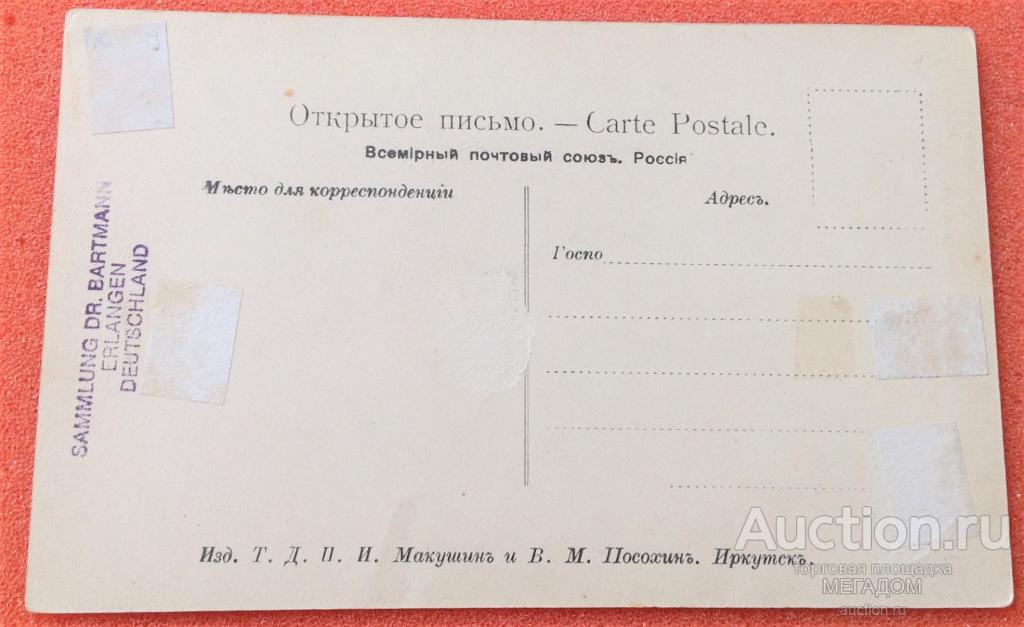 Открытое письмо. — Carte Postale.
Всемірный почтовый союзъ. Россія
Мѣсто для корреспонденціи
Адресъ.
Госпо
SAMMLUNG DR. BARTMANN
ERLANGEN
DEUTSCHLAND
Изд. Т. Д. П. И. Макушинъ и В. М. Посохинъ. Иркутскъ.
Auction.ru
торговая площадка
МЕГАДОМ
auction.ru